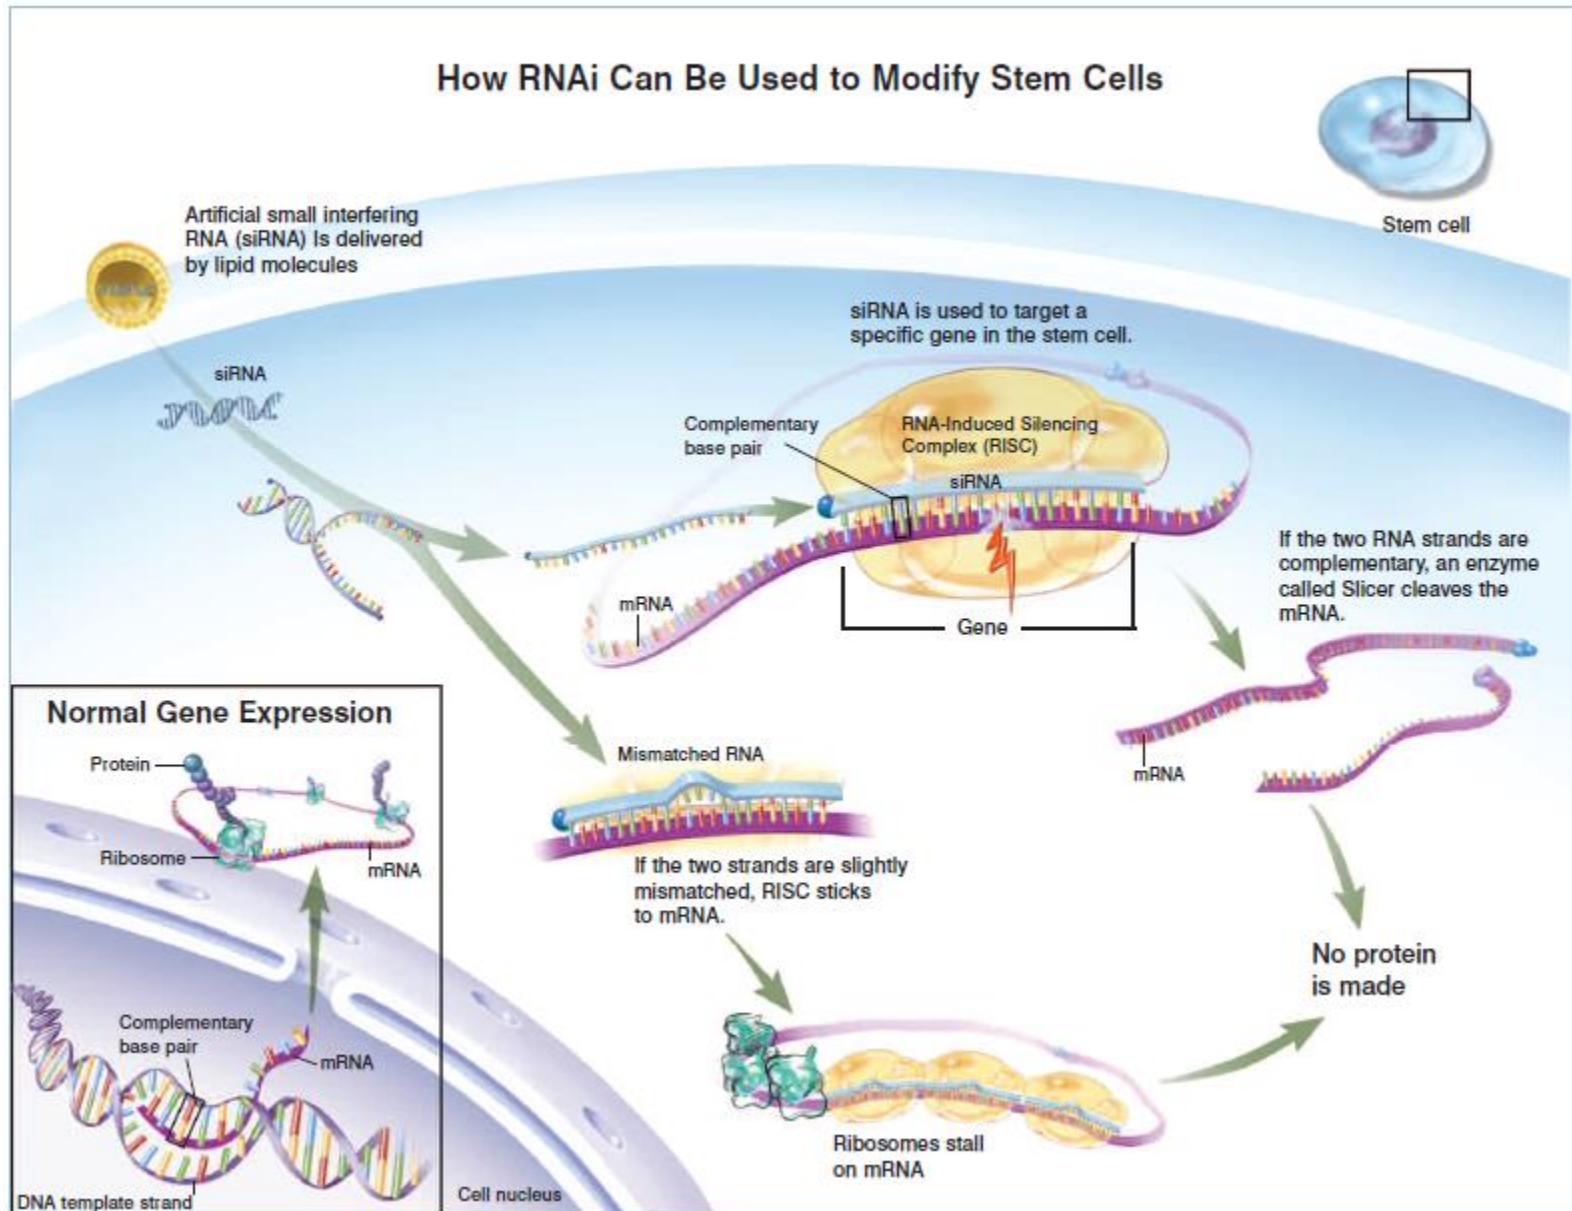 How RNAi Can Be Used to Modify Stem Cells
Stem cell
Artificial small interfering
RNA (siRNA) Is delivered
by lipid molecules
siRNA
siRNA is used to target a
specific gene in the stem cell.
Complementary
base pair
RNA-Induced Silencing
Complex (RISC)
siRNA
mRNA
Gene
If the two RNA strands are
complementary, an enzyme
called Slicer cleaves the
mRNA.
mRNA
Mismatched RNA
If the two strands are slightly
mismatched, RISC sticks
to mRNA.
No protein
is made
Ribosomes stall
on mRNA
Normal Gene Expression
Protein
Ribosome
mRNA
Complementary
base pair
mRNA
DNA template strand
Cell nucleus